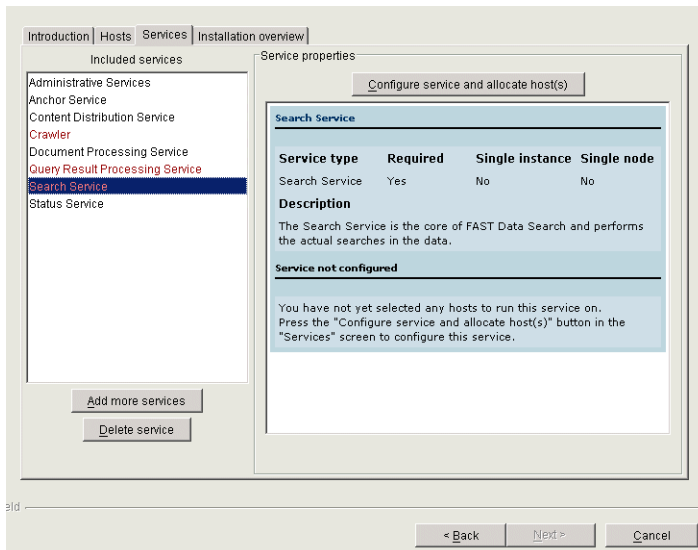 Introduction Hosts Services Installation overview
Included services
Administrative Services
Anchor Service
Content Distribution Service
Crawler
Document Processing Service
Query Result Processing Service
Search Service
Status Service
Add more services
Delete service
Service properties
Configure service and allocate host(s)
Search Service
Service type Required Single instance Single node
Search Service Yes No No
Description
The Search Service is the core of FAST Data Search and performs
the actual searches in the data.
Service not configured
You have not yet selected any hosts to run this service on.
Press the "Configure service and allocate host(s)" button in the
"Services" screen to configure this service.
eld
< Back Next > Cancel